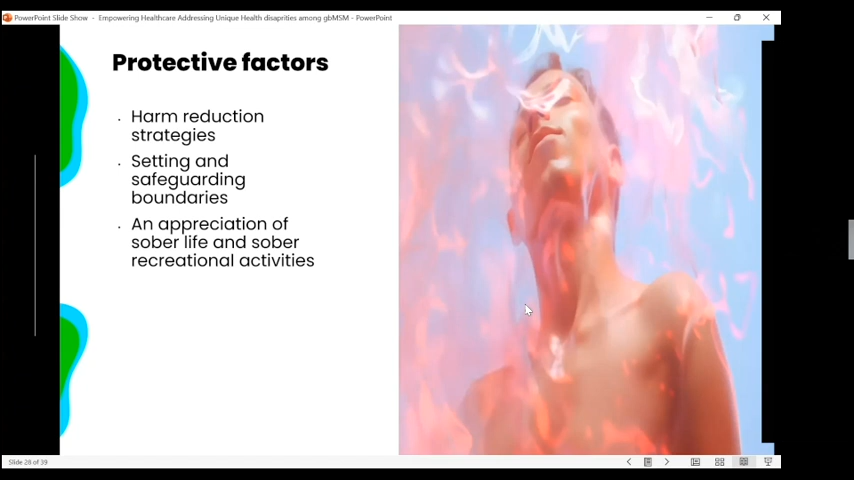 PowerPoint Slide Show - Empowering Healthcare Addressing Unique Health disaprities among gbMSM - PowerPoint
Protective factors
Harm reduction
strategies
Setting and
safeguarding
boundaries
An appreciation of
sober life and sober
recreational activities
Slide 28 of 39